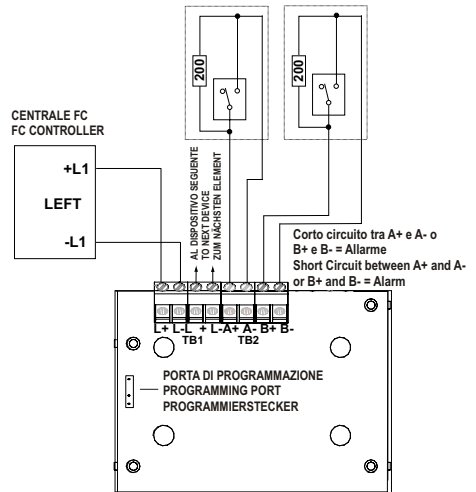 200
200
CENTRALE FC
FC CONTROLLER
+L1
LEFT
-L1
AL DISPOSITIVO SEGUENTE
TO NEXT DEVICE
ZUM NÄCHSTEN ELEMENT
Corto circuito tra A+ e A- o
B+ e B- = Allarme
Short Circuit between A+ and A-
or B+ and B- = Alarm
L+ L- L + L- A+ A- B+ B-
TB1 TB2
PORTA DI PROGRAMMAZIONE
PROGRAMMING PORT
PROGRAMMIERSTECKER